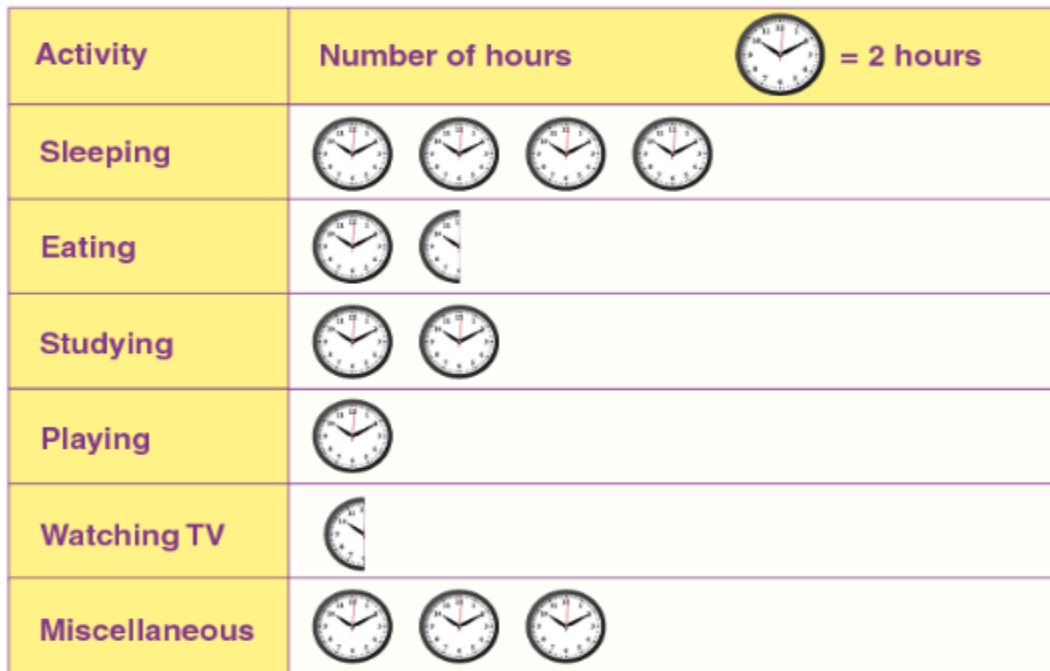 Activity
Number of hours
= 2 hours
Sleeping
Eating
Studying
Playing
Watching TV
Miscellaneous